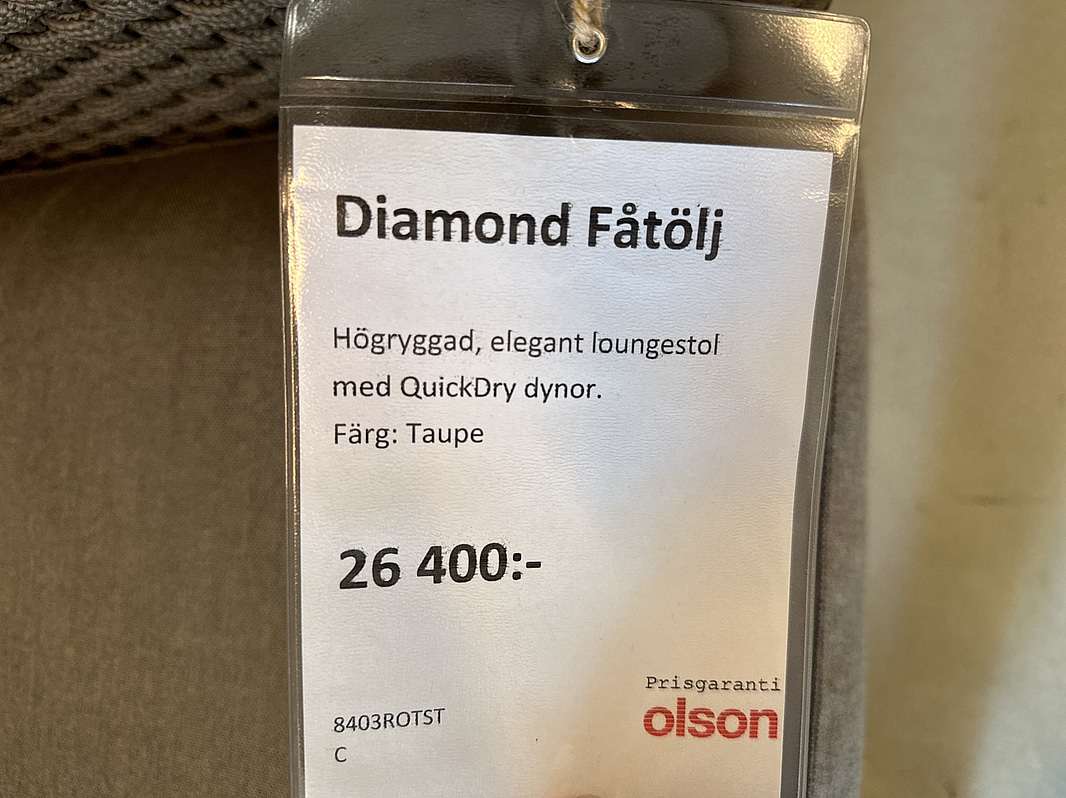 Diamond Fåtölj
Högryggad, elegant loungestol
med QuickDry dynor.
Färg: Taupe
26 400:-
Prisgaranti
olson
8403ROTST
C